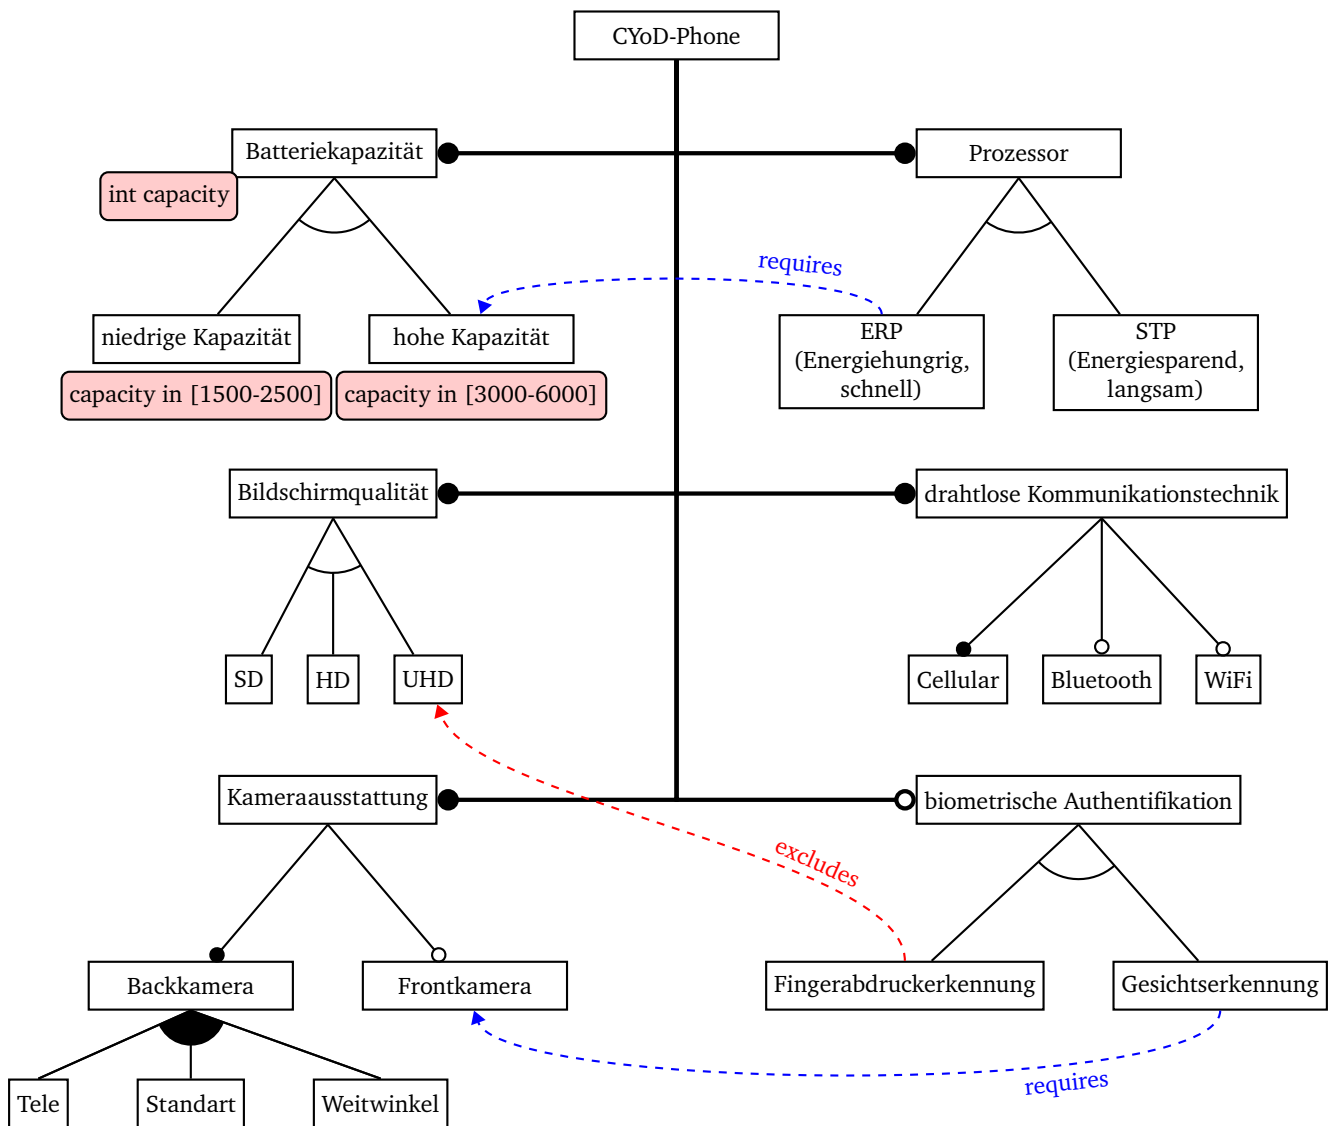 CYoD-Phone
Batteriekapazität
Prozessor
int capacity
requires
niedrige Kapazität
hohe Kapazität
ERP
(Energiehungrig,
schnell)
STP
(Energiesparend,
langsam)
capacity in [1500-2500]
capacity in [3000-6000]
Bildschirmqualität
drahtlose Kommunikationstechnik
SD
HD
UHD
Cellular
Bluetooth
WiFi
Kameraausstattung
biometrische Authentifikation
excludes
Backkamera
Frontkamera
Fingerabdruckerkennung
Gesichtserkennung
requires
Tele
Standart
Weitwinkel